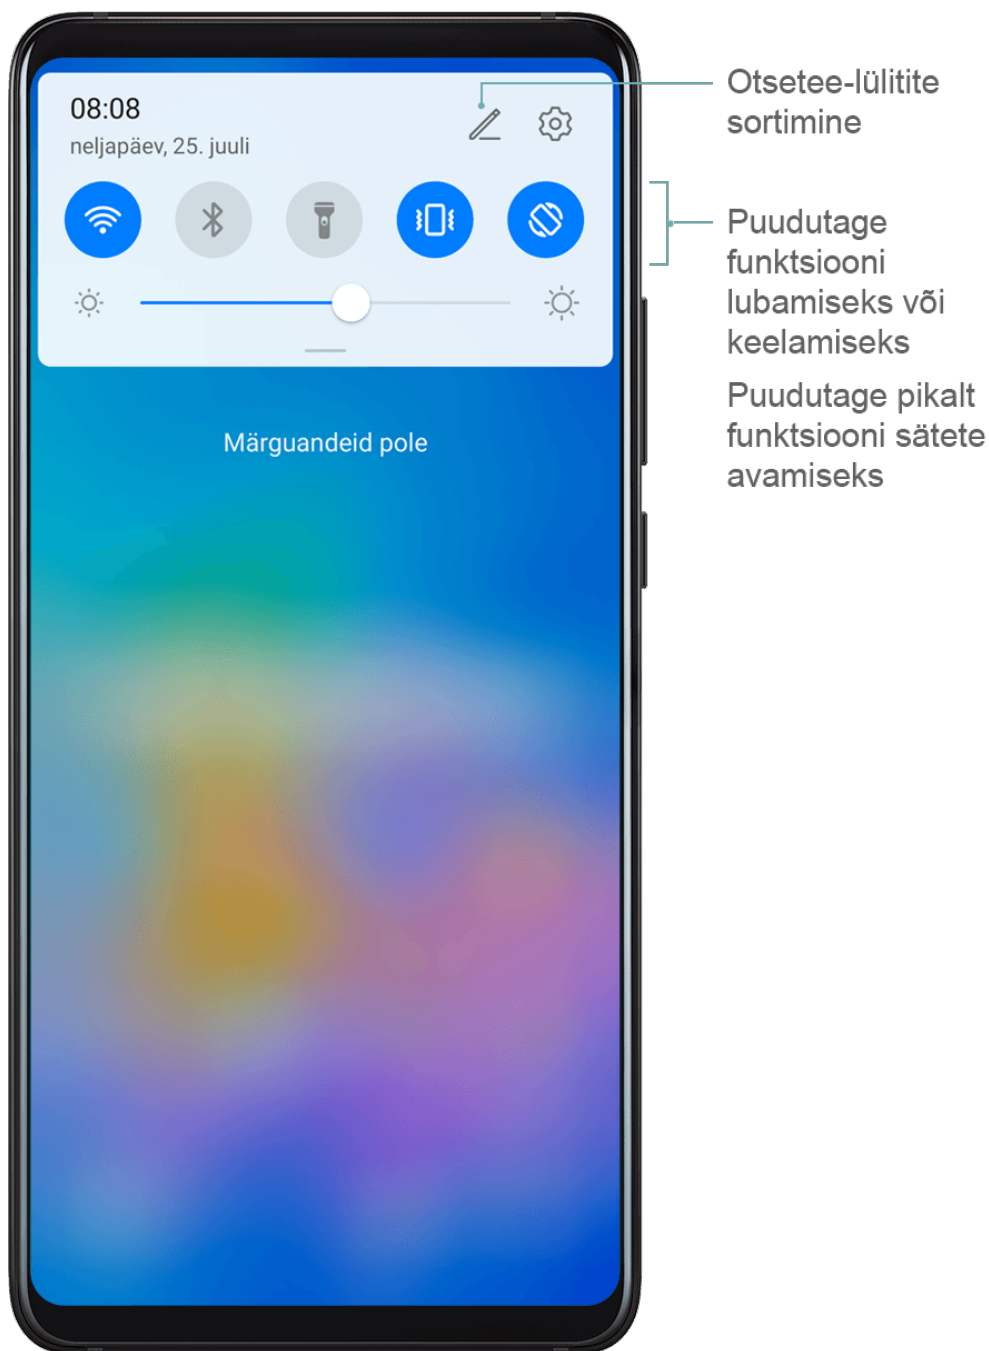 08:08
neljapäev, 25. juuli
Märguandeid pole
Otsetee-lülitite
sortimine
Puudutage
funktsiooni
lubamiseks või
keelamiseks
Puudutage pikalt
funktsiooni sätete
avamiseks